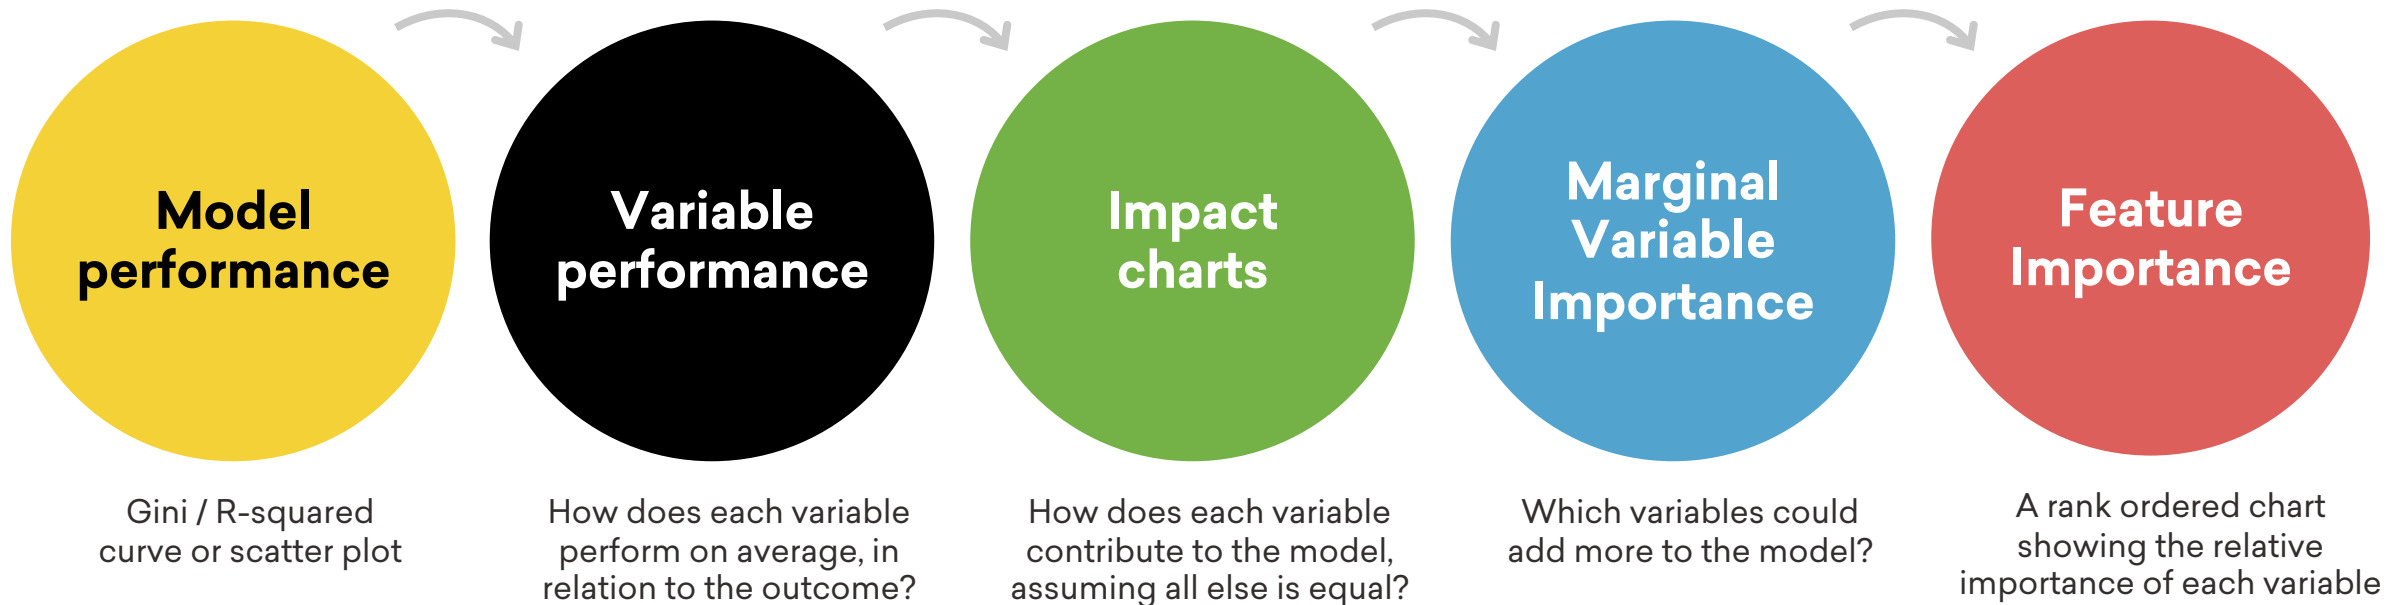 Model
performance
Variable
performance
Impact
charts
Marginal
Variable
Importance
Feature
Importance
Gini / R-squared
curve or scatter plot
How does each variable
perform on average, in
relation to the outcome?
How does each variable
contribute to the model,
assuming all else is equal?
Which variables could
add more to the model?
A rank ordered chart
showing the relative
importance of each variable